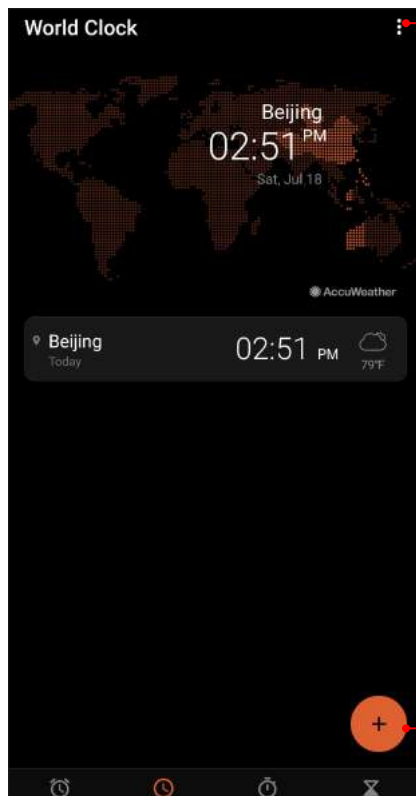 World Clock
Beijing
02:51 PM
Sat, Jul 18
AccuWeather
Beijing
02:51 PM
Today
79°F